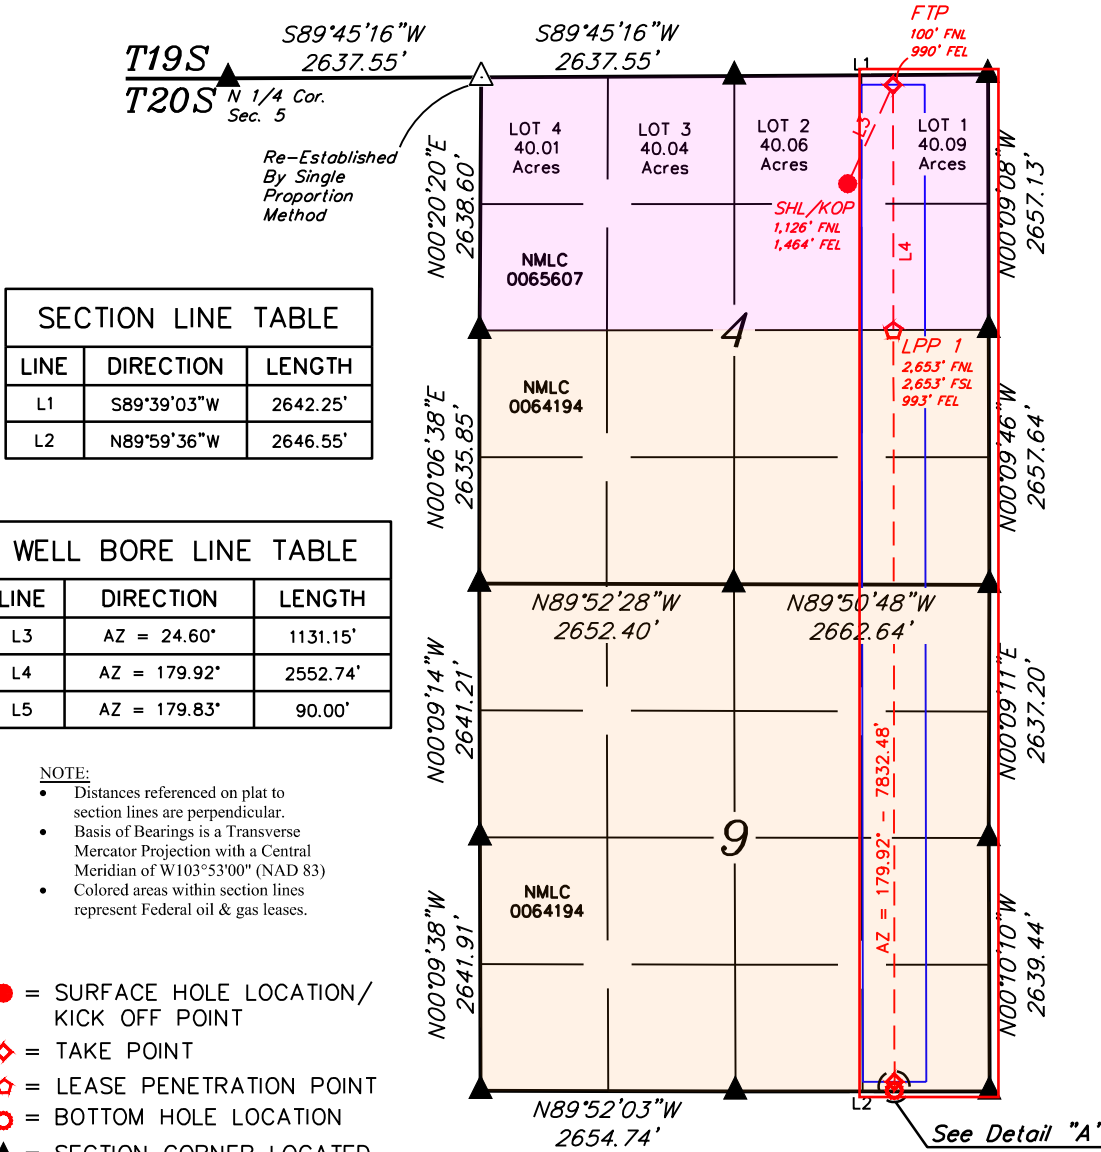 FTP
100' FNL
990' FEL
S89°45'16"W
2637.55'
S89°45'16"W
2637.55'
T19S
T20S
N 1/4 Cor.
Sec. 5
L1
Re-Established
By Single
Proportion
Method
LOT 4
40.01
Acres
LOT 3
40.04
Acres
LOT 2
40.06
Acres
LOT 1
40.09
Arces
L3
N00°20'20"E
2638.60'
N00°09'08"W
2657.13'
SHL/KOP
1,126' FNL
1,464' FEL
L4
NMLC
0065607
4
LPP 1
2,653' FNL
2,653' FSL
993' FEL
SECTION LINE TABLE
LINE DIRECTION LENGTH
L1 S89°39'03"W 2642.25'
L2 N89°59'36"W 2646.55'
NMLC
0064194
N00°06'38"E
2635.85'
N00°09'46"W
2657.64'
WELL BORE LINE TABLE
LINE DIRECTION LENGTH
L3 AZ = 24.60° 1131.15'
L4 AZ = 179.92° 2552.74'
L5 AZ = 179.83° 90.00'
N89°52'28"W
2652.40'
N89°50'48"W
2662.64'
N00°09'14"W
2641.21'
N00°09'11"E
2637.20'
AZ = 179.92° - 7832.48'
9
NOTE:
• Distances referenced on plat to
section lines are perpendicular.
• Basis of Bearings is a Transverse
Mercator Projection with a Central
Meridian of W103°53'00" (NAD 83)
• Colored areas within section lines
represent Federal oil & gas leases.
NMLC
0064194
N00°09'38"W
2641.91'
N00°10'10"W
2639.44'
= SURFACE HOLE LOCATION/
KICK OFF POINT
= TAKE POINT
= LEASE PENETRATION POINT
= BOTTOM HOLE LOCATION
= SECTION CORNER LOCATED
N89°52'03"W
2654.74'
L2
See Detail "A"